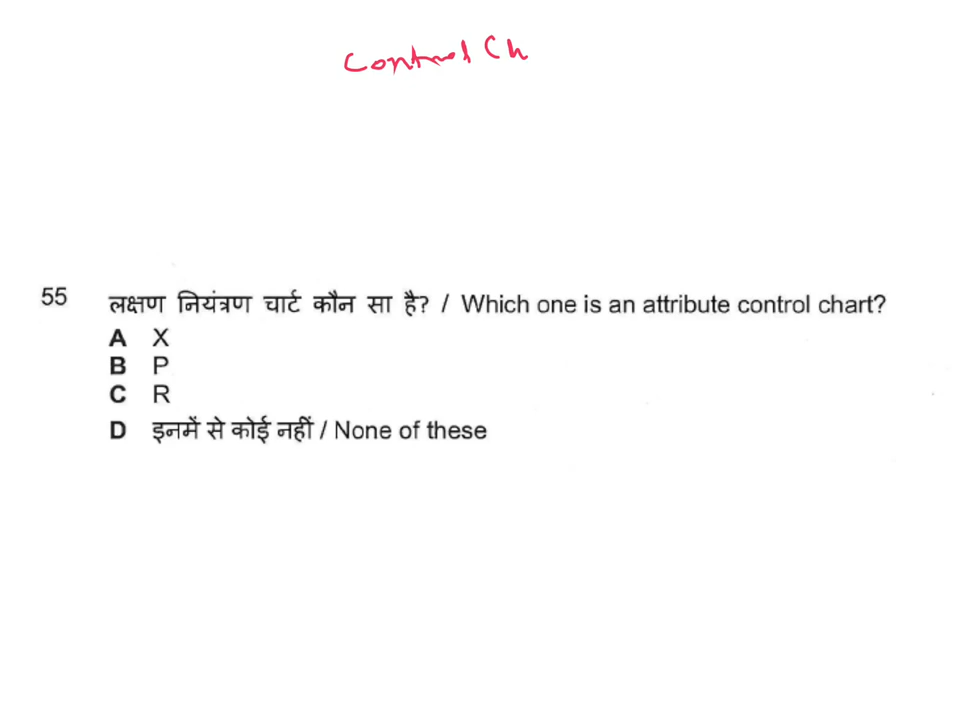 Control Ch
55 लक्षण नियंत्रण चार्ट कौन सा है? / Which one is an attribute control chart?
A X
B P
C R
D इनमें से कोई नहीं / None of these